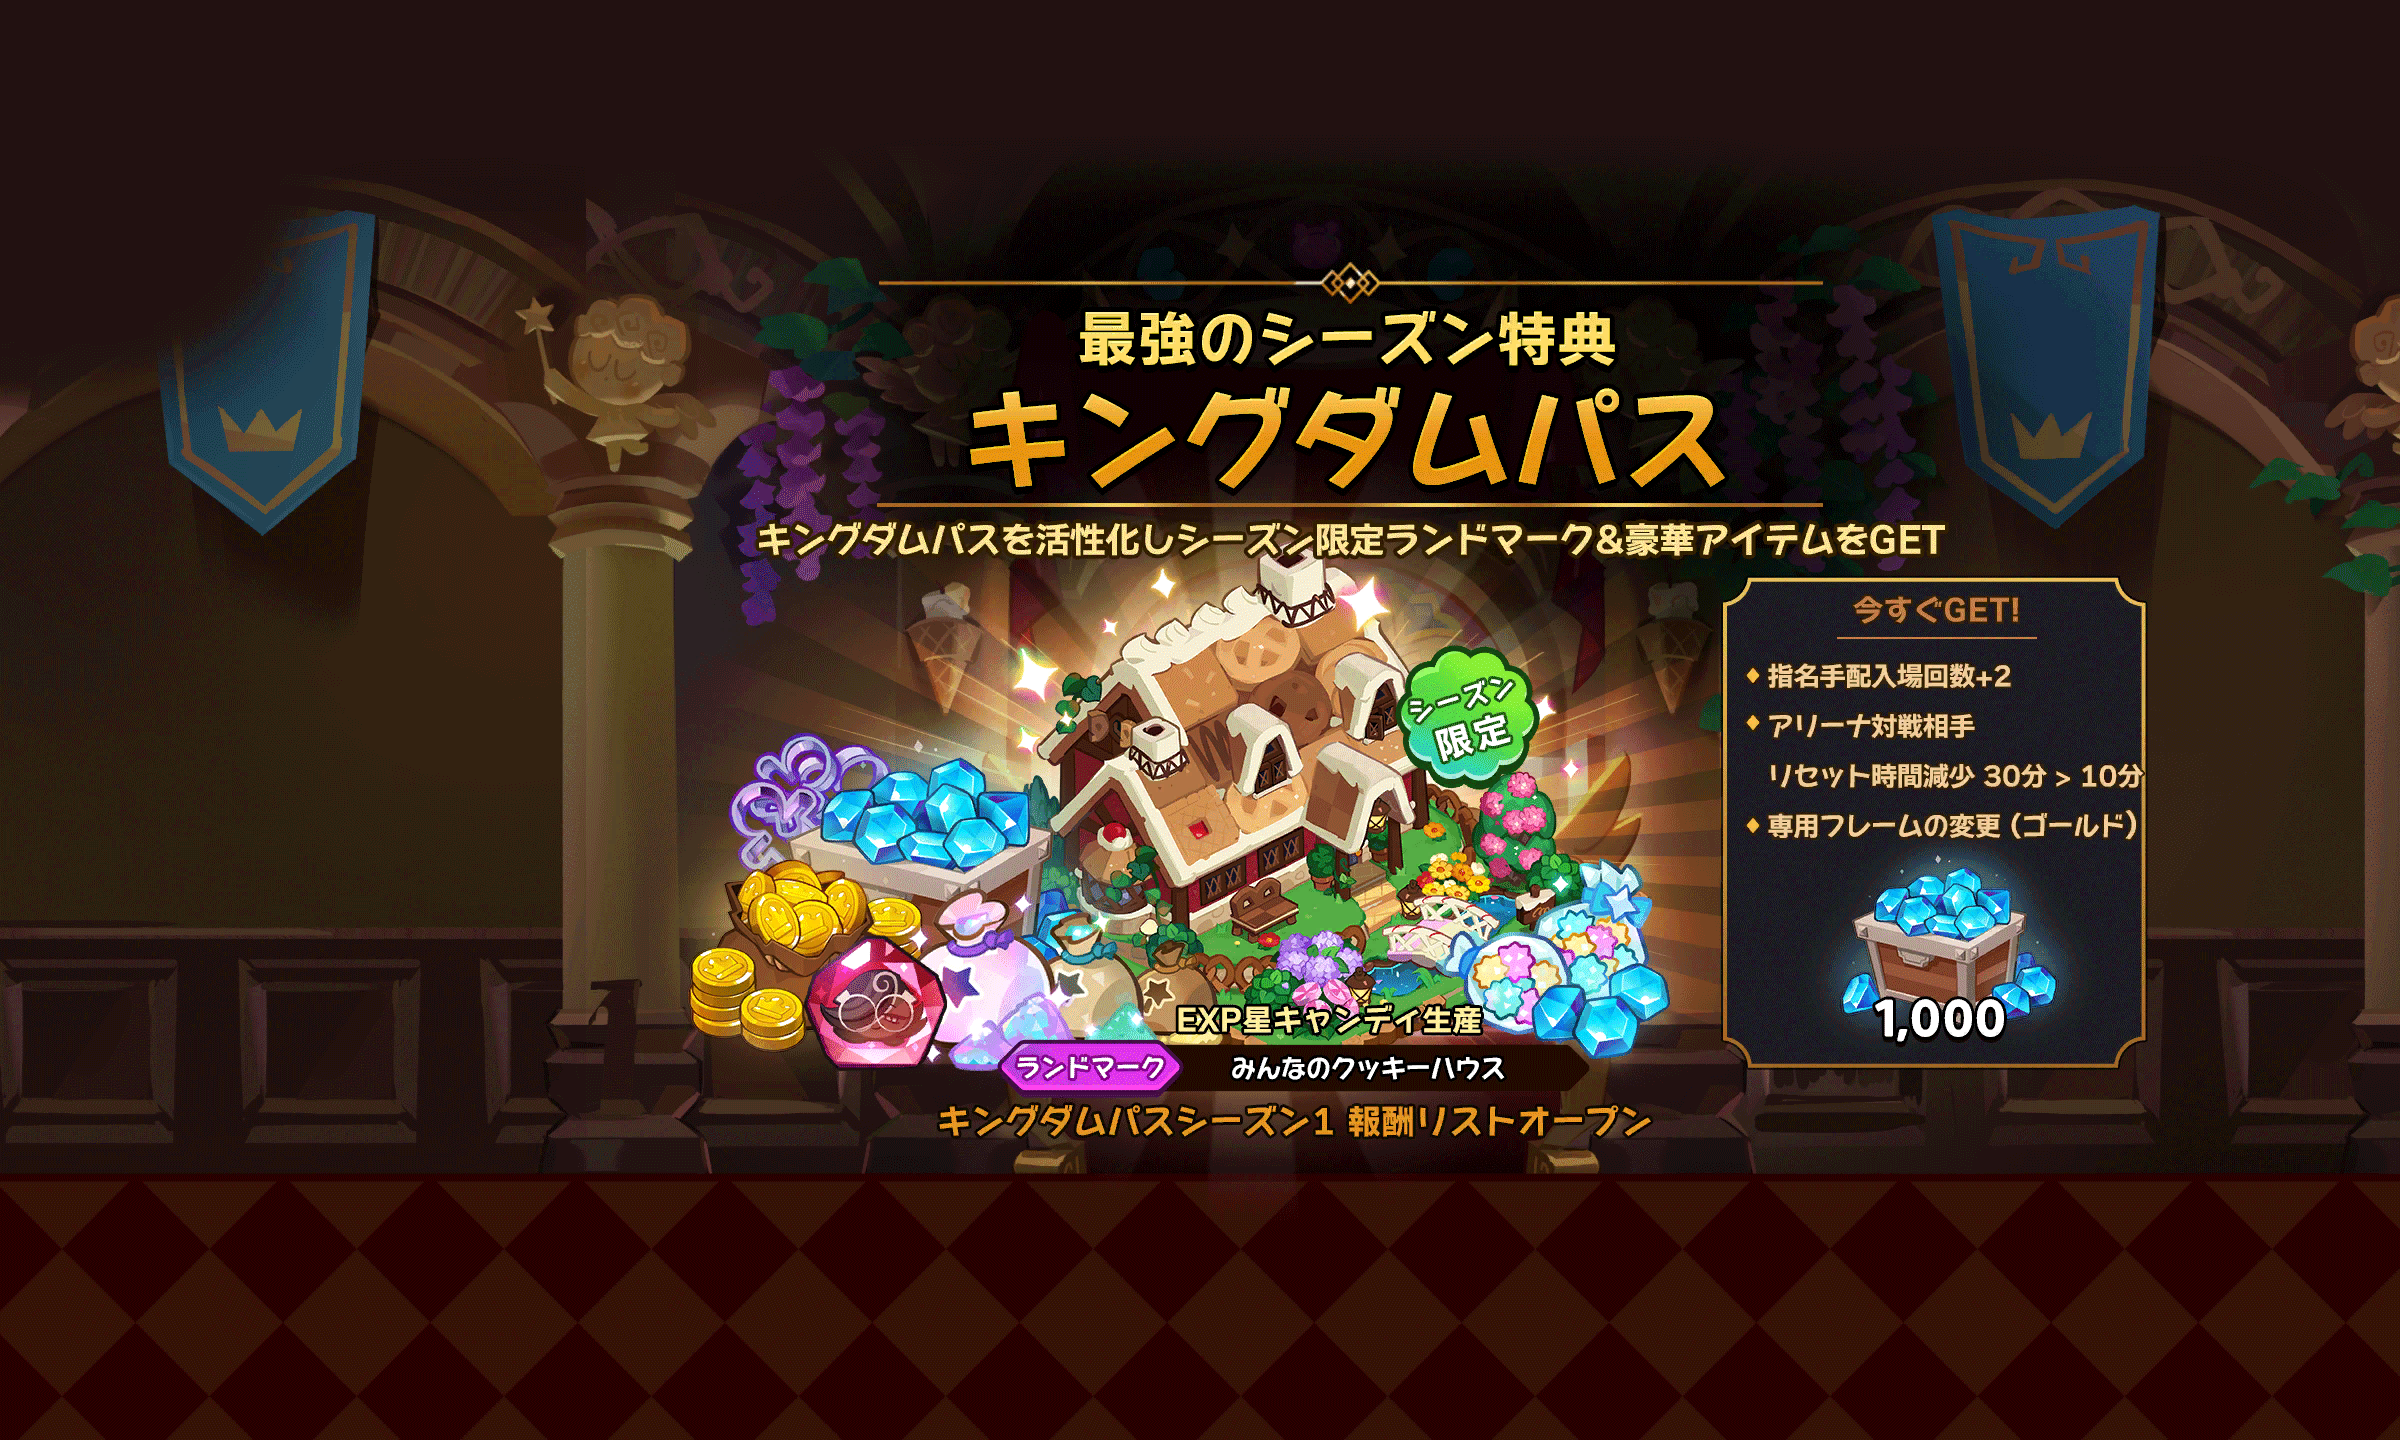 最強のシーズン特典
キングダムパス
キングダムパスを活性化しシーズン限定ランドマーク&豪華アイテムをGET
シーズン
限定
EXP星キャンディ生産
ランドマーク みんなのクッキーハウス
キングダムパスシーズン1 報酬リストオープン
今すぐGET!
指名手配入場回数+2
アリーナ対戦相手
リセット時間減少 30分 > 10分
専用フレームの変更（ゴールド）
1,000